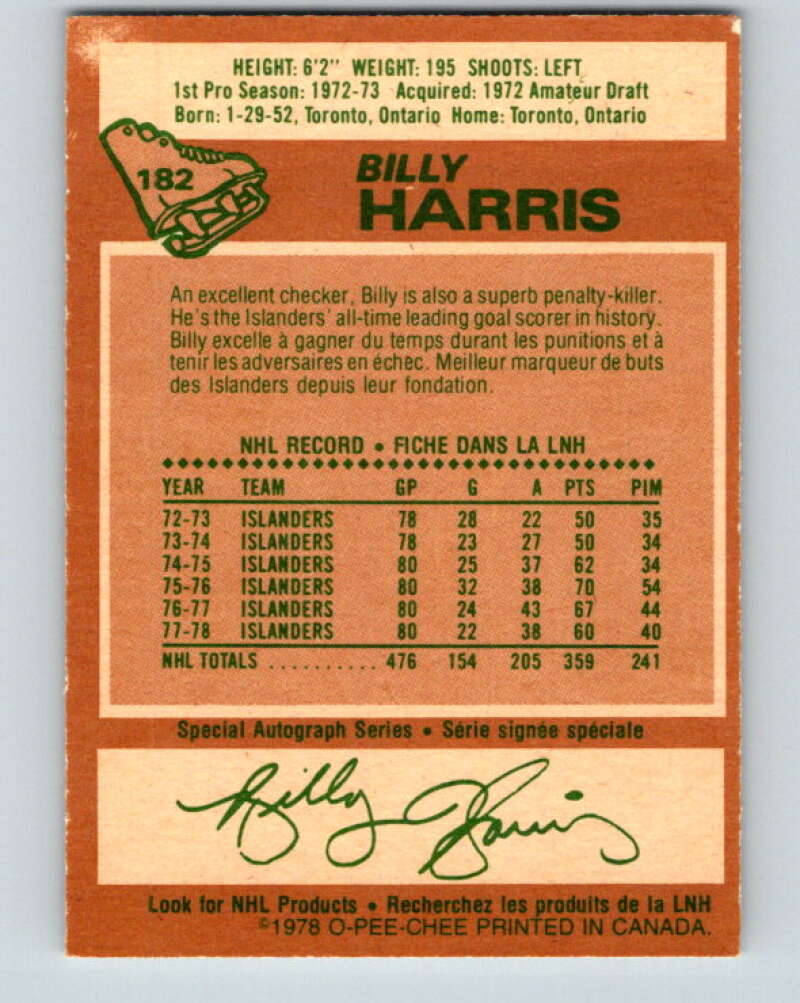 HEIGHT: 6'2" WEIGHT: 195 SHOOTS: LEFT
1st Pro Season: 1972-73 Acquired: 1972 Amateur Draft
Born: 1-29-52, Toronto, Ontario Home: Toronto, Ontario
182
BILLY
HARRIS
An excellent checker, Billy is also a superb penalty-killer.
He's the Islanders' all-time leading goal scorer in history.
Billy excelle à gagner du temps durant les punitions et à
tenir les adversaires en échec. Meilleur marqueur de buts
des Islanders depuis leur fondation.
NHL RECORD • FICHE DANS LA LNH
YEAR TEAM GP G A PTS PIM
72-73 ISLANDERS 78 28 22 50 35
73-74 ISLANDERS 78 23 27 50 34
74-75 ISLANDERS 80 25 37 62 34
75-76 ISLANDERS 80 32 38 70 54
76-77 ISLANDERS 80 24 43 67 44
77-78 ISLANDERS 80 22 38 60 40
NHL TOTALS .......... 476 154 205 359 241
Special Autograph Series • Série signée spéciale
Billy Harris
Look for NHL Products • Recherchez les produits de la LNH
©1978 O-PEE-CHEE PRINTED IN CANADA.